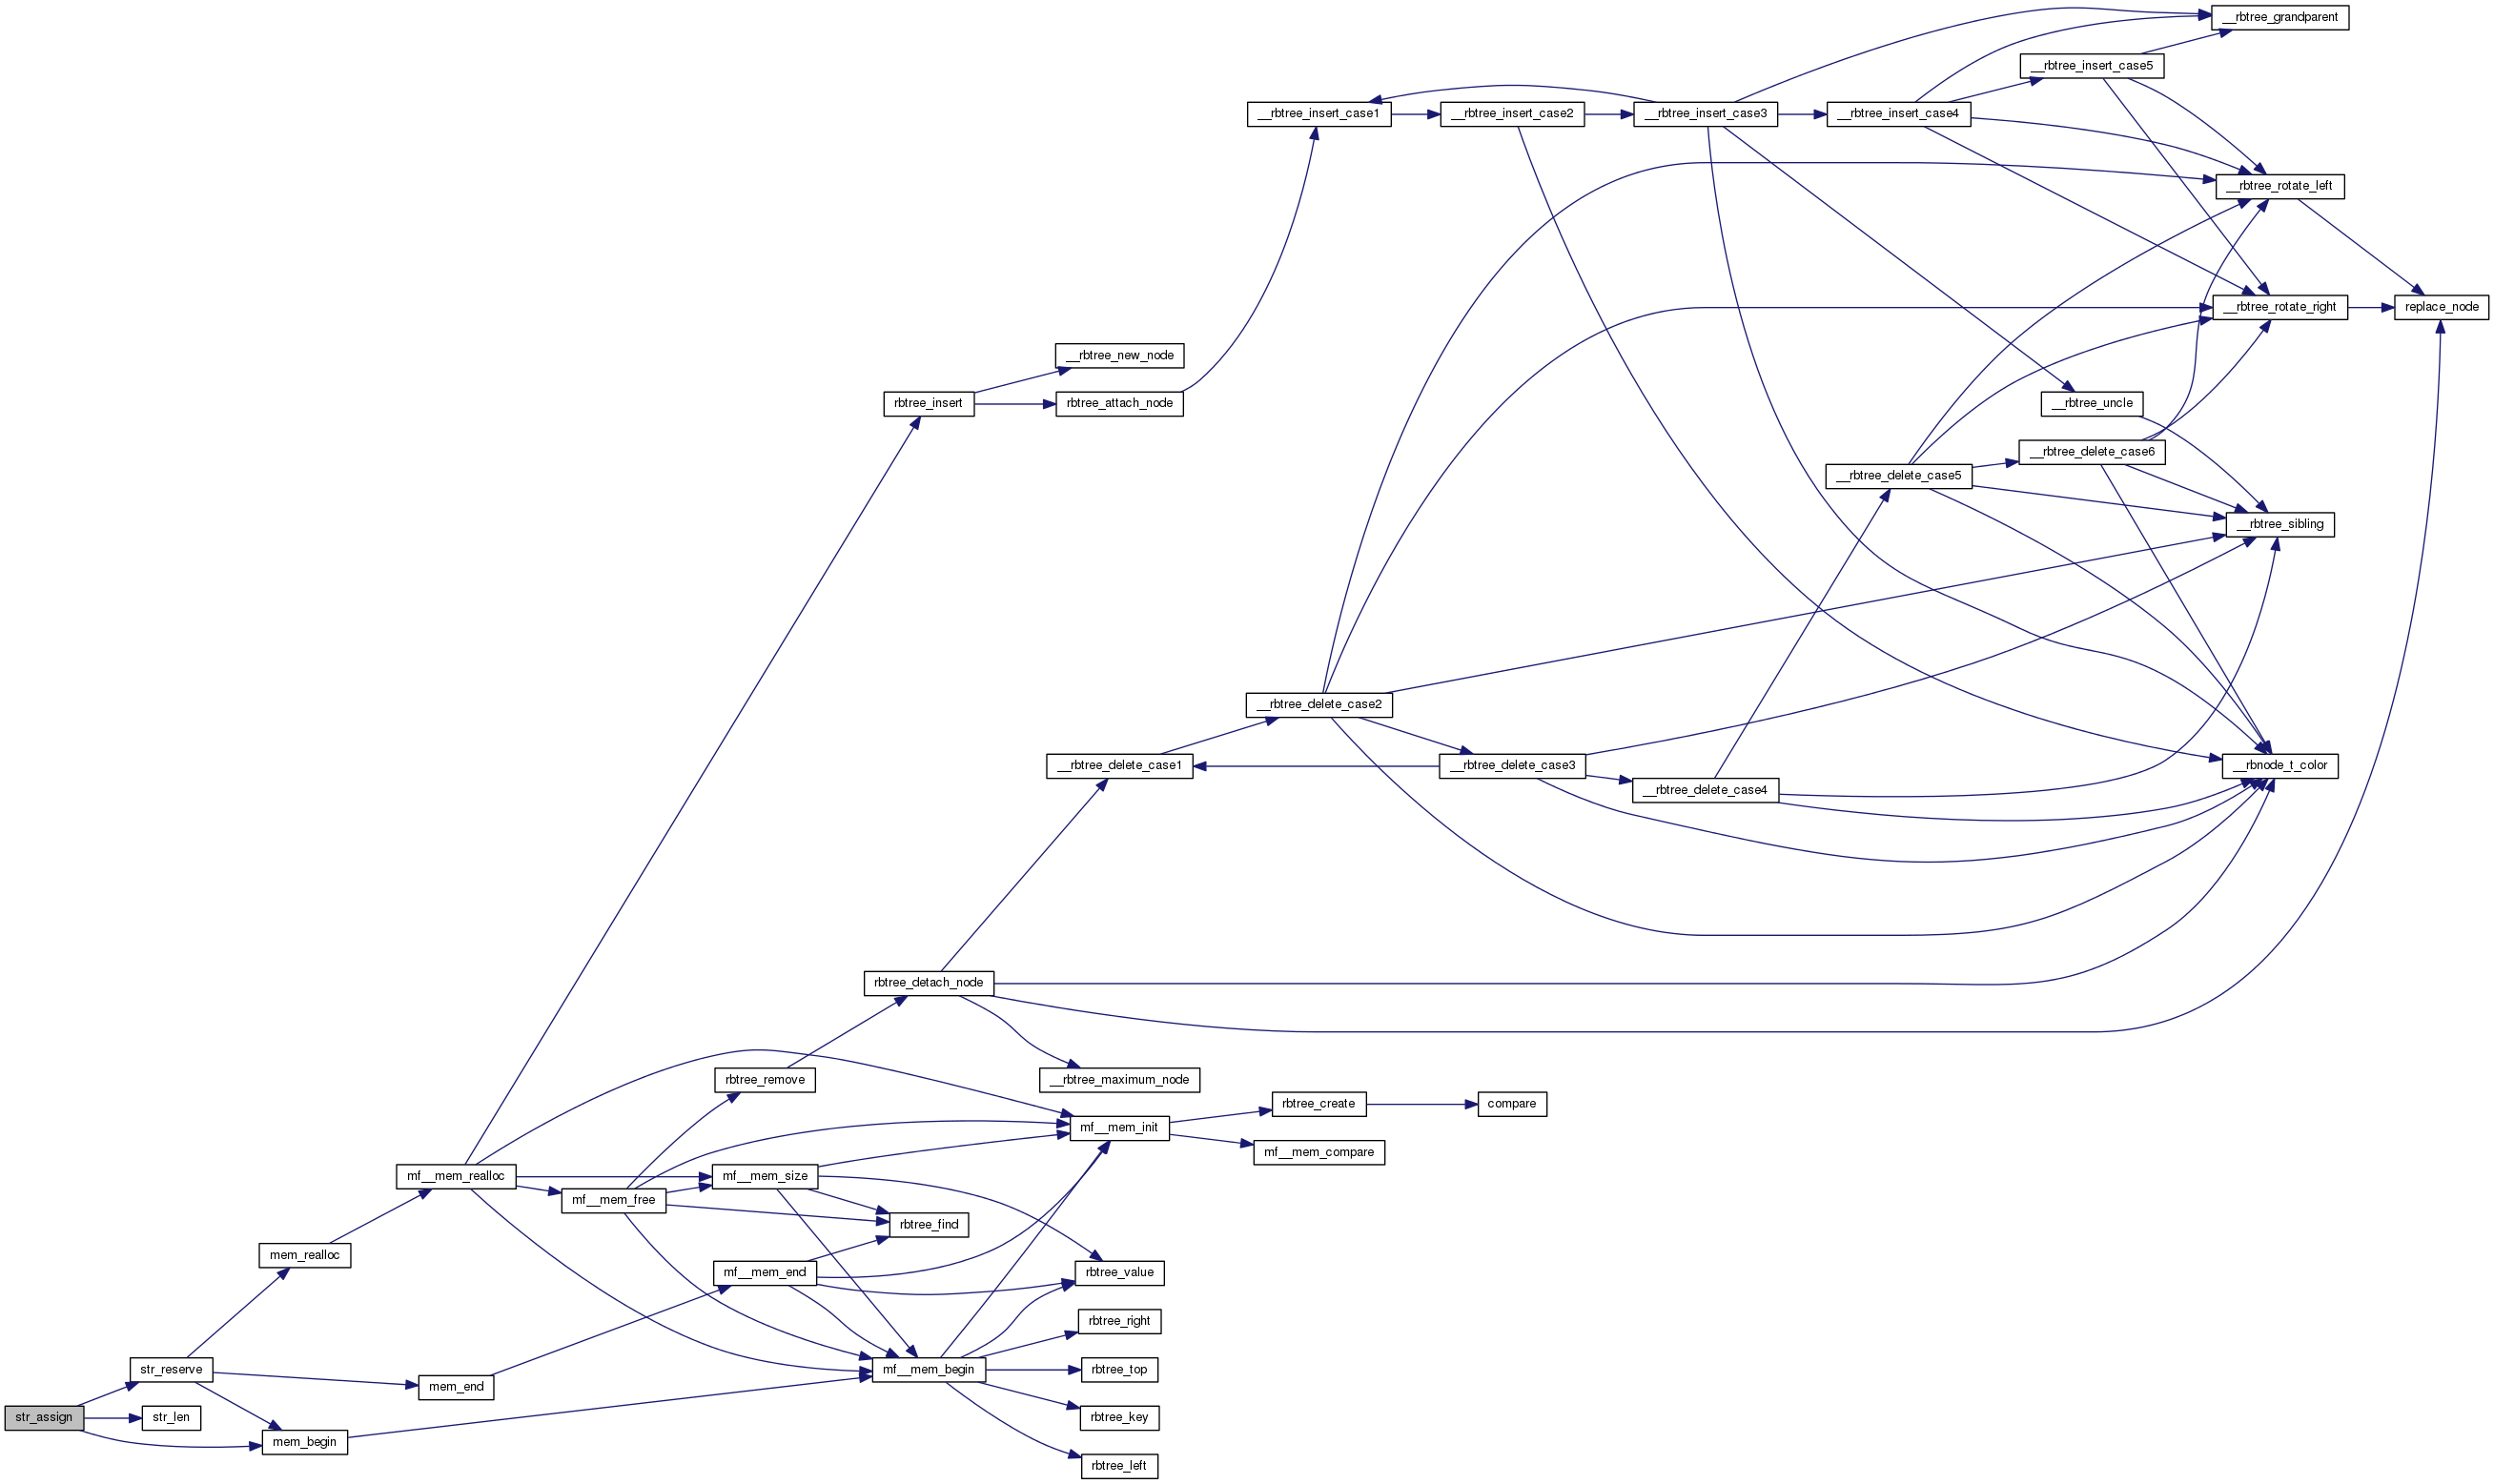 __rbtree_grandparent
__rbtree_insert_case5
__rbtree_insert_case1
__rbtree_insert_case2
__rbtree_insert_case3
__rbtree_insert_case4
__rbtree_rotate_left
__rbtree_rotate_right
replace_node
__rbtree_new_node
rbtree_insert
rbtree_attach_node
__rbtree_uncle
__rbtree_delete_case6
__rbtree_delete_case5
__rbtree_sibling
__rbtree_delete_case2
__rbtree_delete_case1
__rbtree_delete_case3
__rbnode_t_color
__rbtree_delete_case4
rbtree_detach_node
rbtree_remove
__rbtree_maximum_node
rbtree_create
compare
mf__mem_init
mf__mem_compare
mf__mem_realloc
mf__mem_size
mf__mem_free
rbtree_find
mem_realloc
mf__mem_end
rbtree_value
rbtree_right
str_reserve
mf__mem_begin
rbtree_top
mem_end
str_assign
str_len
rbtree_key
mem_begin
rbtree_left